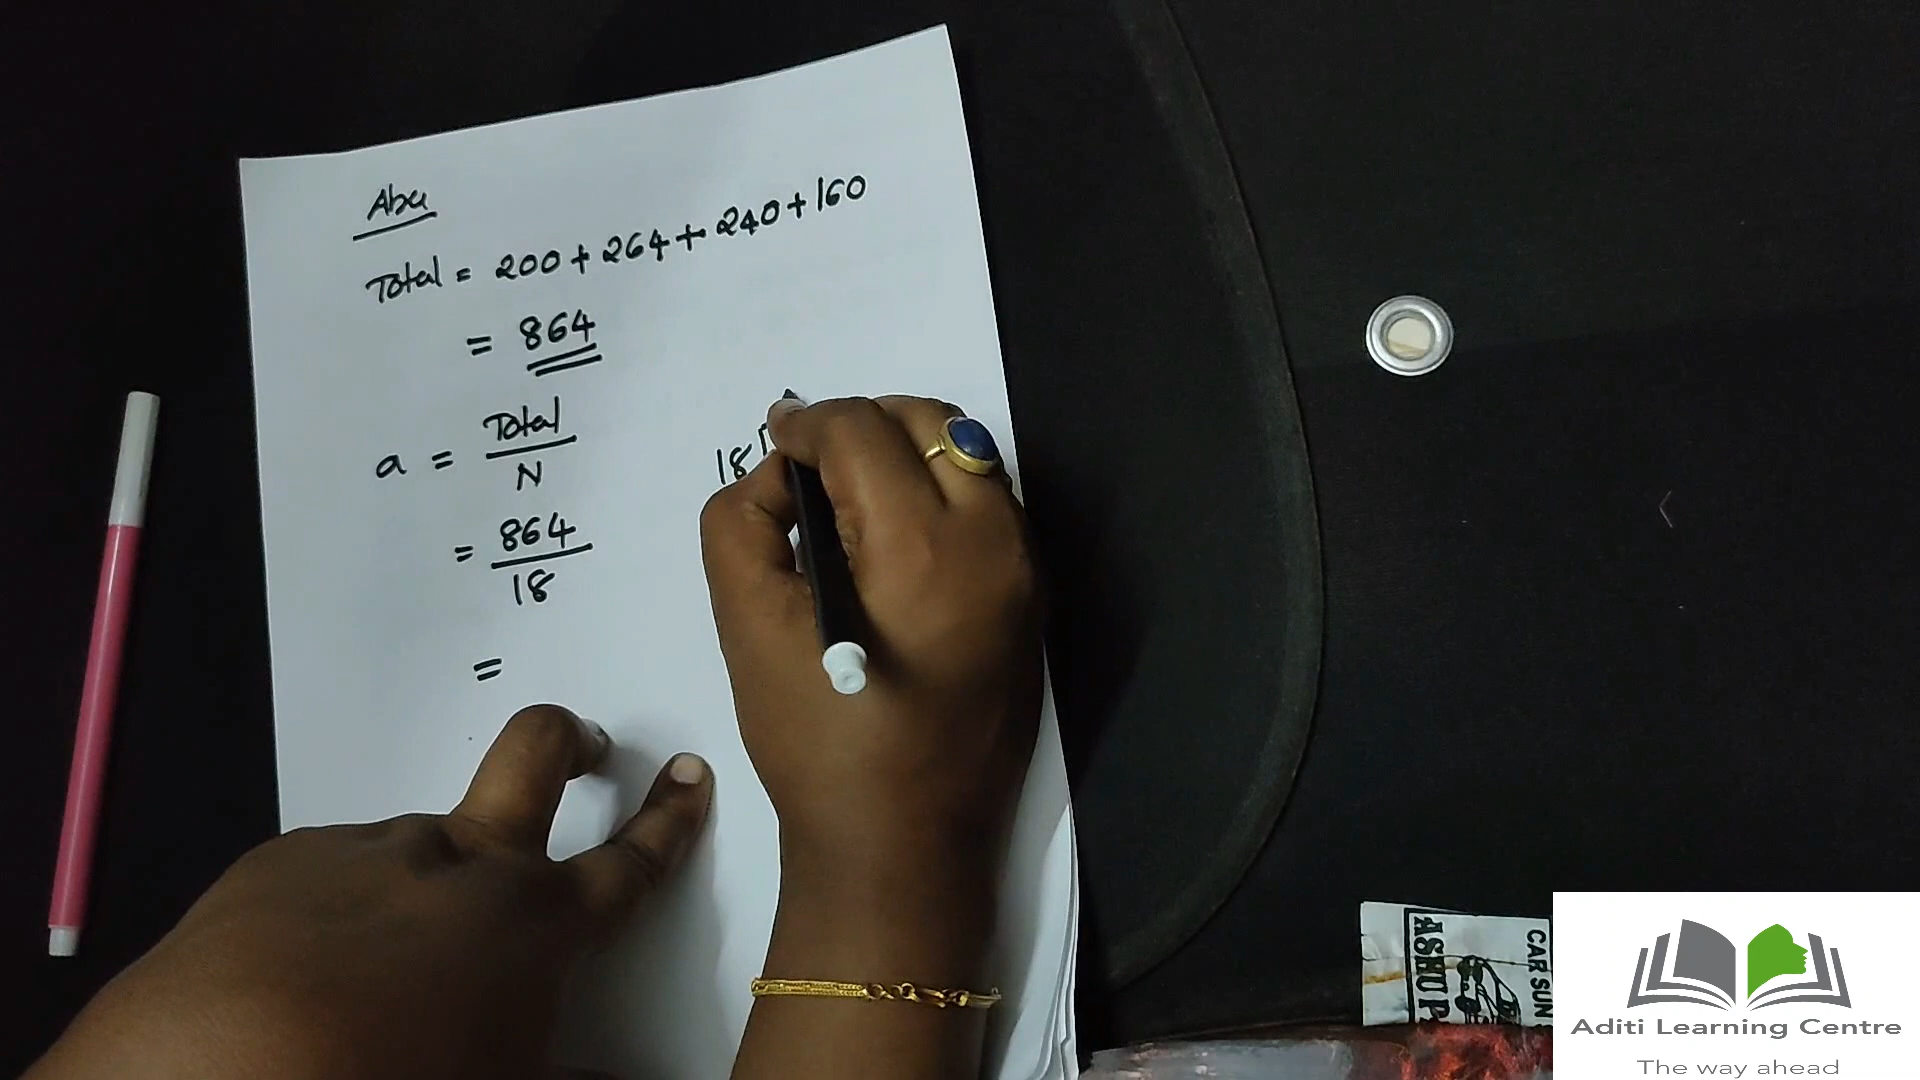 Abu
Total = 200 + 264 + 240 + 160
= 864
a = Total / N
= 864 / 18
=
18
ASHU P
CAR SUN
Aditi Learning Centre
The way ahead